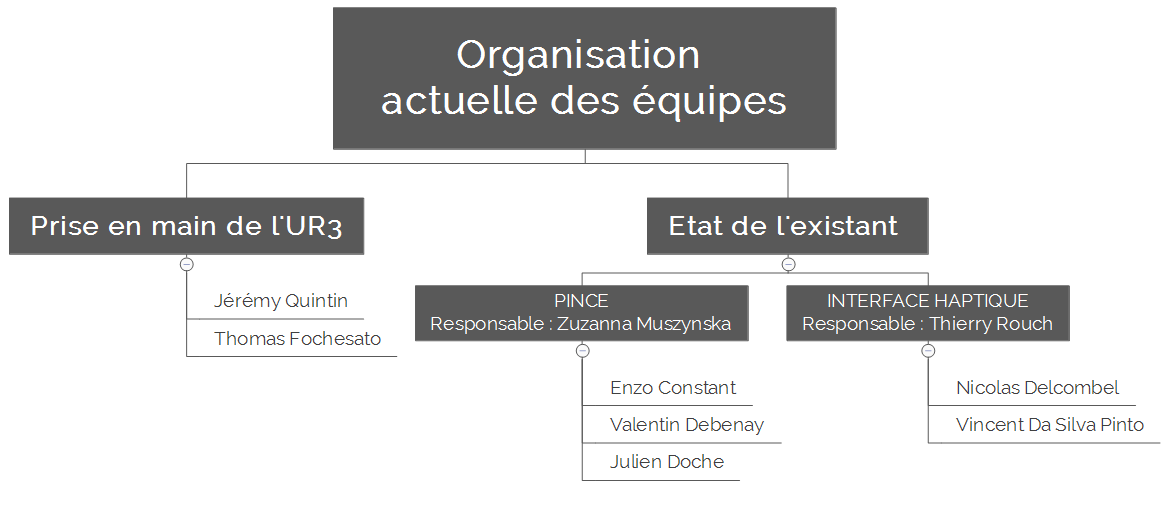 Organisation
actuelle des équipes
Prise en main de l'UR3
Jérémy Quintin
Thomas Fochesato
Etat de l'existant
PINCE
Responsable : Zuzanna Muszynska
Enzo Constant
Valentin Debenay
Julien Doche
INTERFACE HAPTIQUE
Responsable : Thierry Rouch
Nicolas Delcombel
Vincent Da Silva Pinto